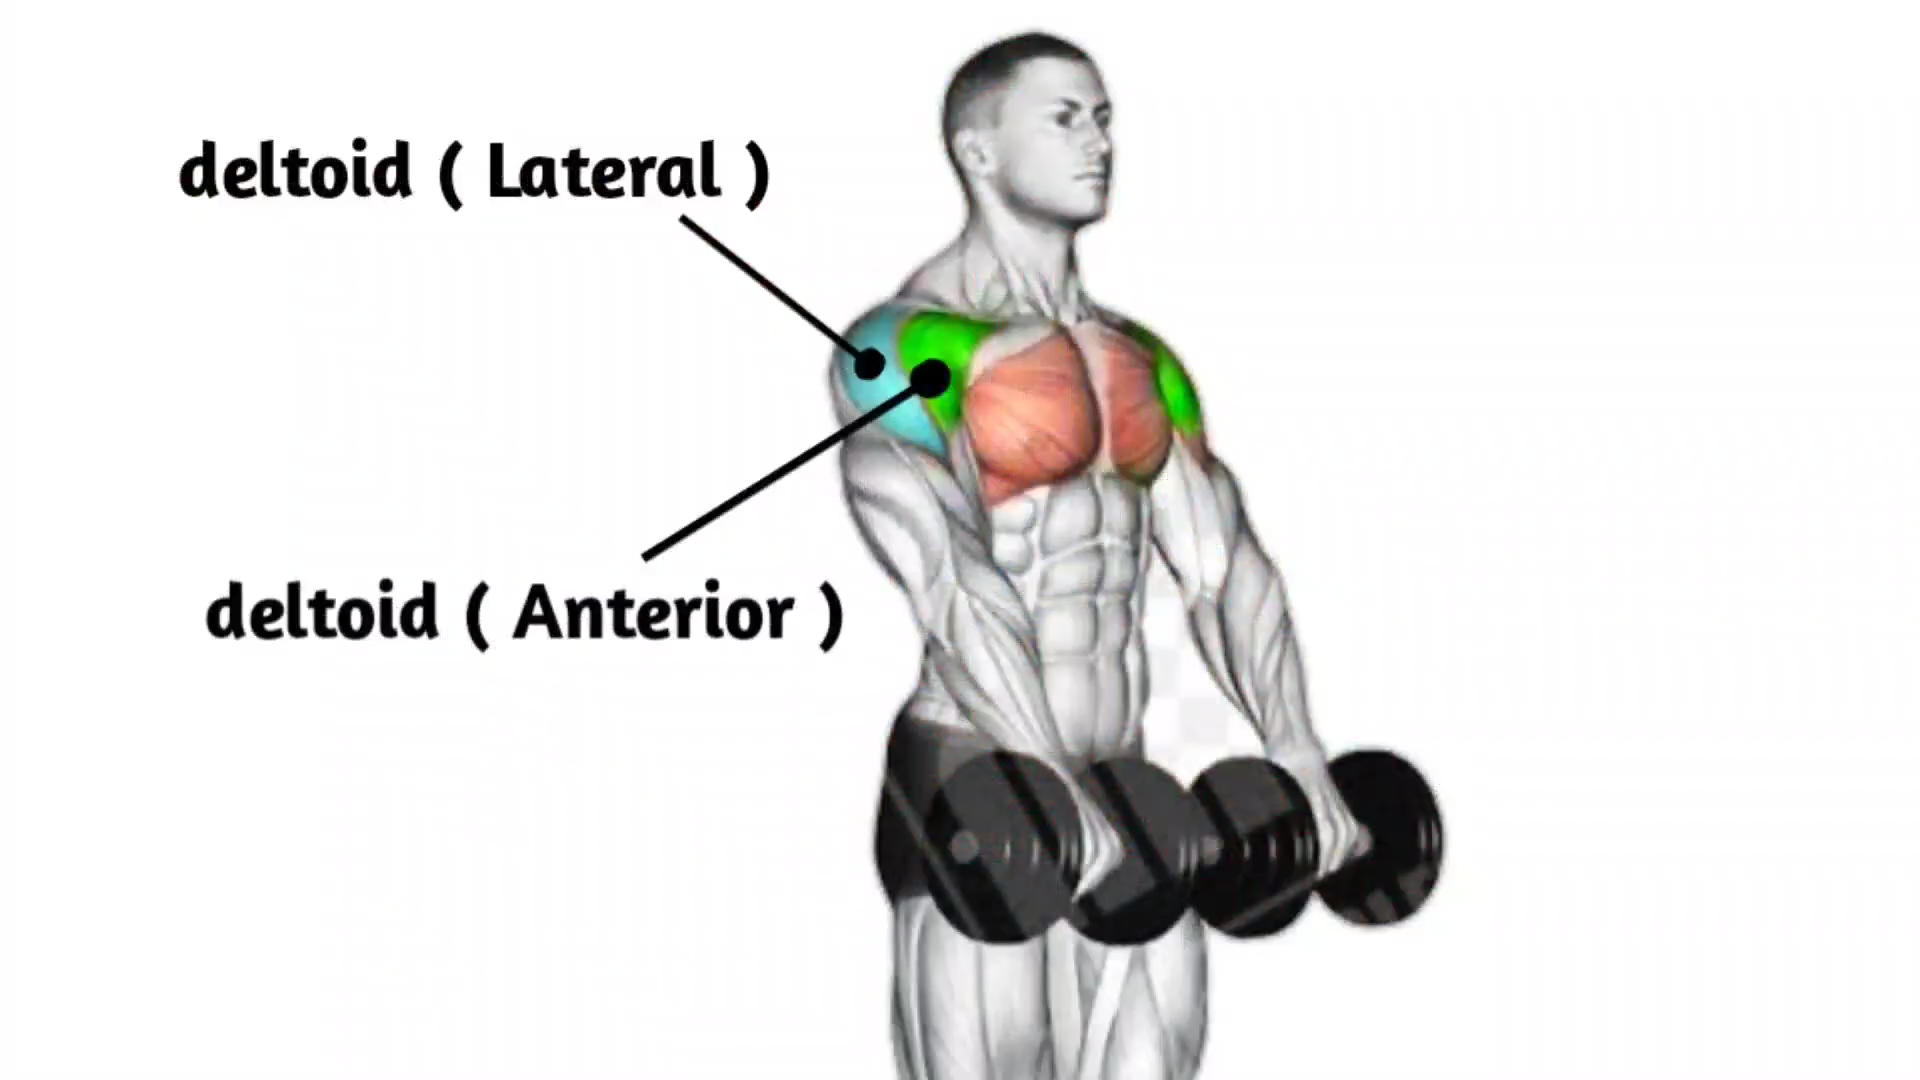 deltoid ( Lateral )
deltoid ( Anterior )